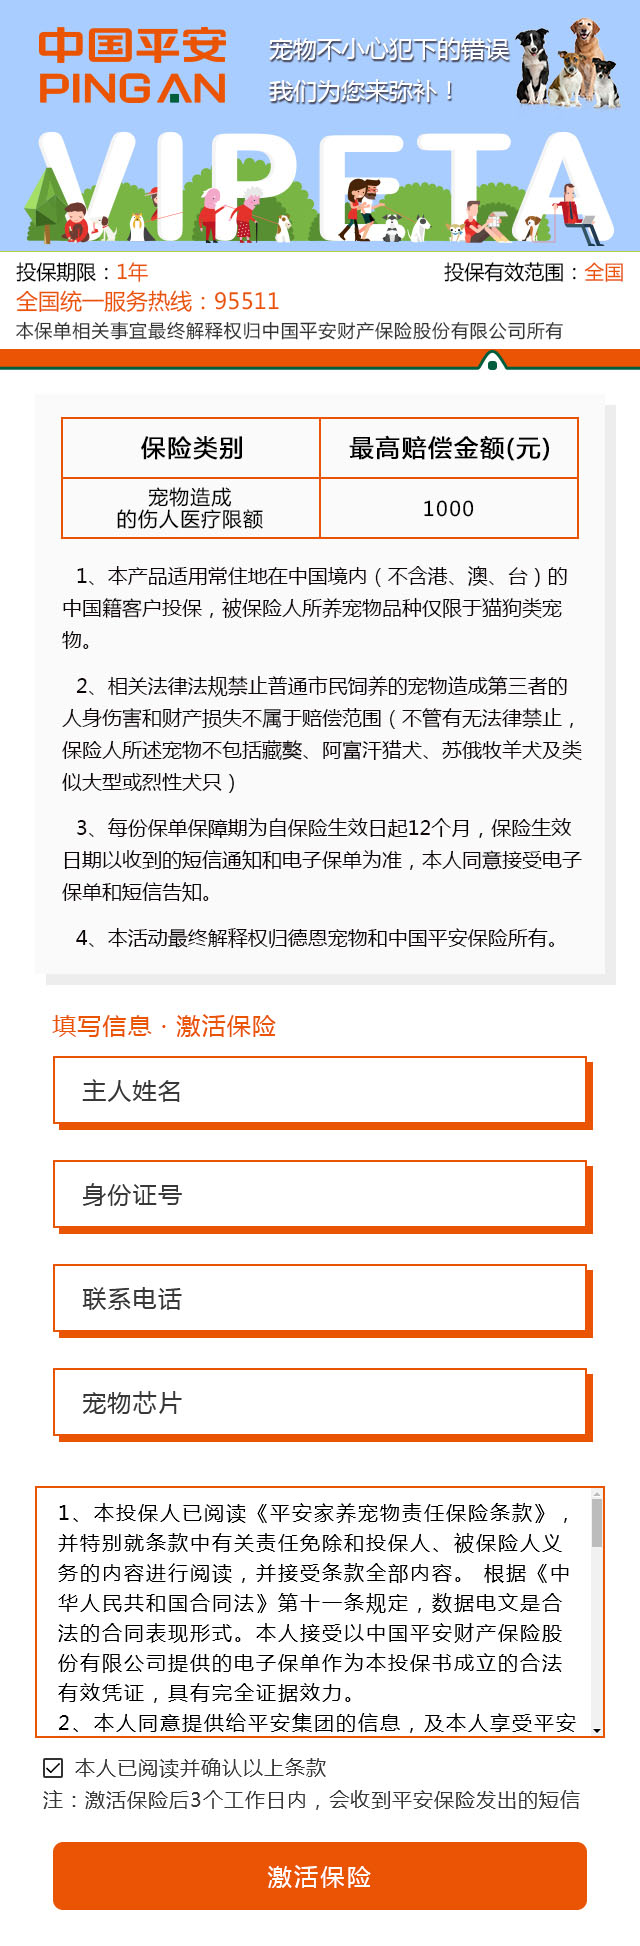 中国平安
PING AN
宠物不小心犯下的错误
我们为您来弥补！
VIPETA
投保期限：1年
投保有效范围：全国
全国统一服务热线：95511
本保单相关事宜最终解释权归中国平安财产保险股份有限公司所有
保险类别
最高赔偿金额(元)
宠物造成
的伤人医疗限额
1000
1、本产品适用常住地在中国境内（不含港、澳、台）的
中国籍客户投保，被保险人所养宠物品种仅限于猫狗类宠
物。
2、相关法律法规禁止普通市民饲养的宠物造成第三者的
人身伤害和财产损失不属于赔偿范围（不管有无法律禁止，
保险人所述宠物不包括藏獒、阿富汗猎犬、苏俄牧羊犬及类
似大型或烈性犬只）
3、每份保单保障期为自保险生效日起12个月，保险生效
日期以收到的短信通知和电子保单为准，本人同意接受电子
保单和短信告知。
4、本活动最终解释权归德恩宠物和中国平安保险所有。
填写信息·激活保险
主人姓名
身份证号
联系电话
宠物芯片
1、本投保人已阅读《平安家养宠物责任保险条款》，
并特别就条款中有关责任免除和投保人、被保险人义
务的内容进行阅读，并接受条款全部内容。 根据《中
华人民共和国合同法》第十一条规定，数据电文是合
法的合同表现形式。本人接受以中国平安财产保险股
份有限公司提供的电子保单作为本投保书成立的合法
有效凭证，具有完全证据效力。
2、本人同意提供给平安集团的信息，及本人享受平安
本人已阅读并确认以上条款
注：激活保险后3个工作日内，会收到平安保险发出的短信
激活保险